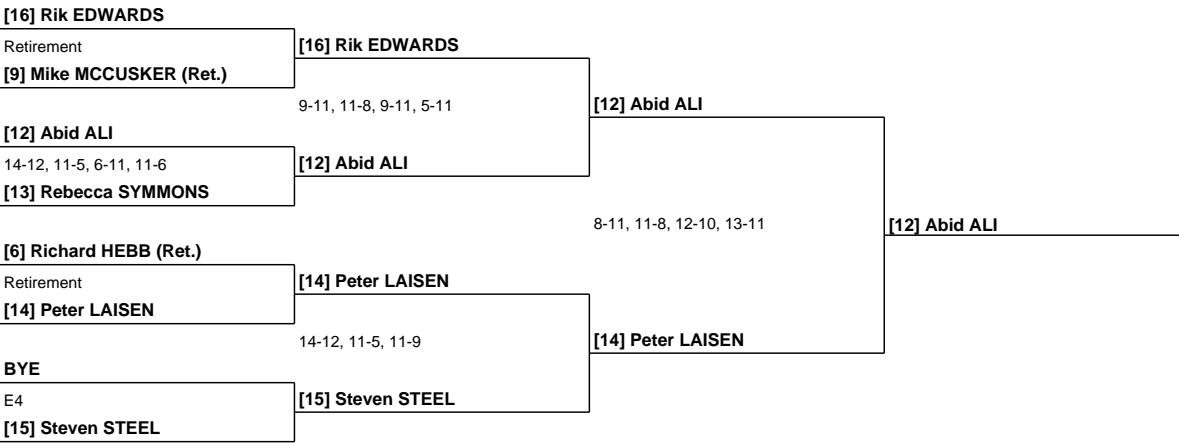 [16] Rik EDWARDS
Retirement
[9] Mike MCCUSKER (Ret.)
[12] Abid ALI
14-12, 11-5, 6-11, 11-6
[13] Rebecca SYMMONS
[6] Richard HEBB (Ret.)
Retirement
[14] Peter LAISEN
BYE
E4
[15] Steven STEEL
[16] Rik EDWARDS
9-11, 11-8, 9-11, 5-11
[12] Abid ALI
[14] Peter LAISEN
14-12, 11-5, 11-9
[15] Steven STEEL
[12] Abid ALI
8-11, 11-8, 12-10, 13-11
[14] Peter LAISEN
[12] Abid ALI